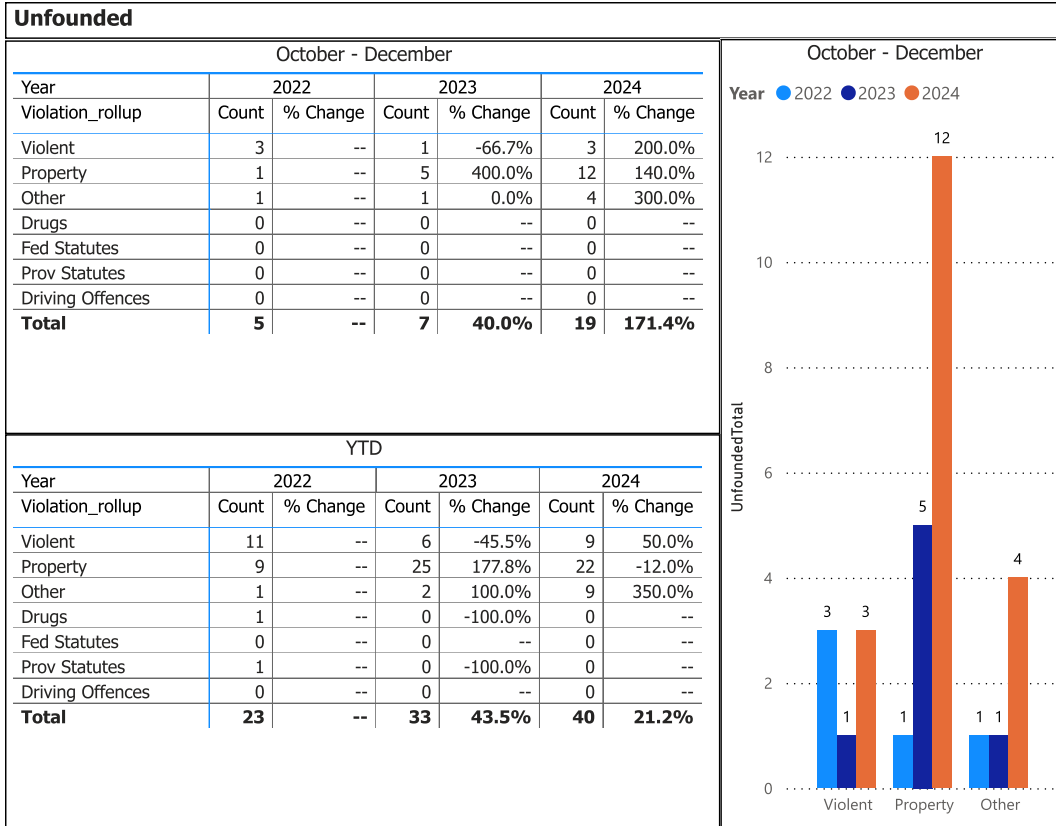 Unfounded
October - December
Year 2022 2023 2024
Violation_rollup Count % Change Count % Change Count % Change
Violent 3 -- 1 -66.7% 3 200.0%
Property 1 -- 5 400.0% 12 140.0%
Other 1 -- 1 0.0% 4 300.0%
Drugs 0 -- 0 -- 0 --
Fed Statutes 0 -- 0 -- 0 --
Prov Statutes 0 -- 0 -- 0 --
Driving Offences 0 -- 0 -- 0 --
Total 5 -- 7 40.0% 19 171.4%
YTD
Year 2022 2023 2024
Violation_rollup Count % Change Count % Change Count % Change
Violent 11 -- 6 -45.5% 9 50.0%
Property 9 -- 25 177.8% 22 -12.0%
Other 1 -- 2 100.0% 9 350.0%
Drugs 1 -- 0 -100.0% 0 --
Fed Statutes 0 -- 0 -- 0 --
Prov Statutes 1 -- 0 -100.0% 0 --
Driving Offences 0 -- 0 -- 0 --
Total 23 -- 33 43.5% 40 21.2%
October - December
Year 2022 2023 2024
12
12
10
8
6
5
4
4
3 3
2
1 1 1 1
0
UnfoundedTotal
Violent Property Other